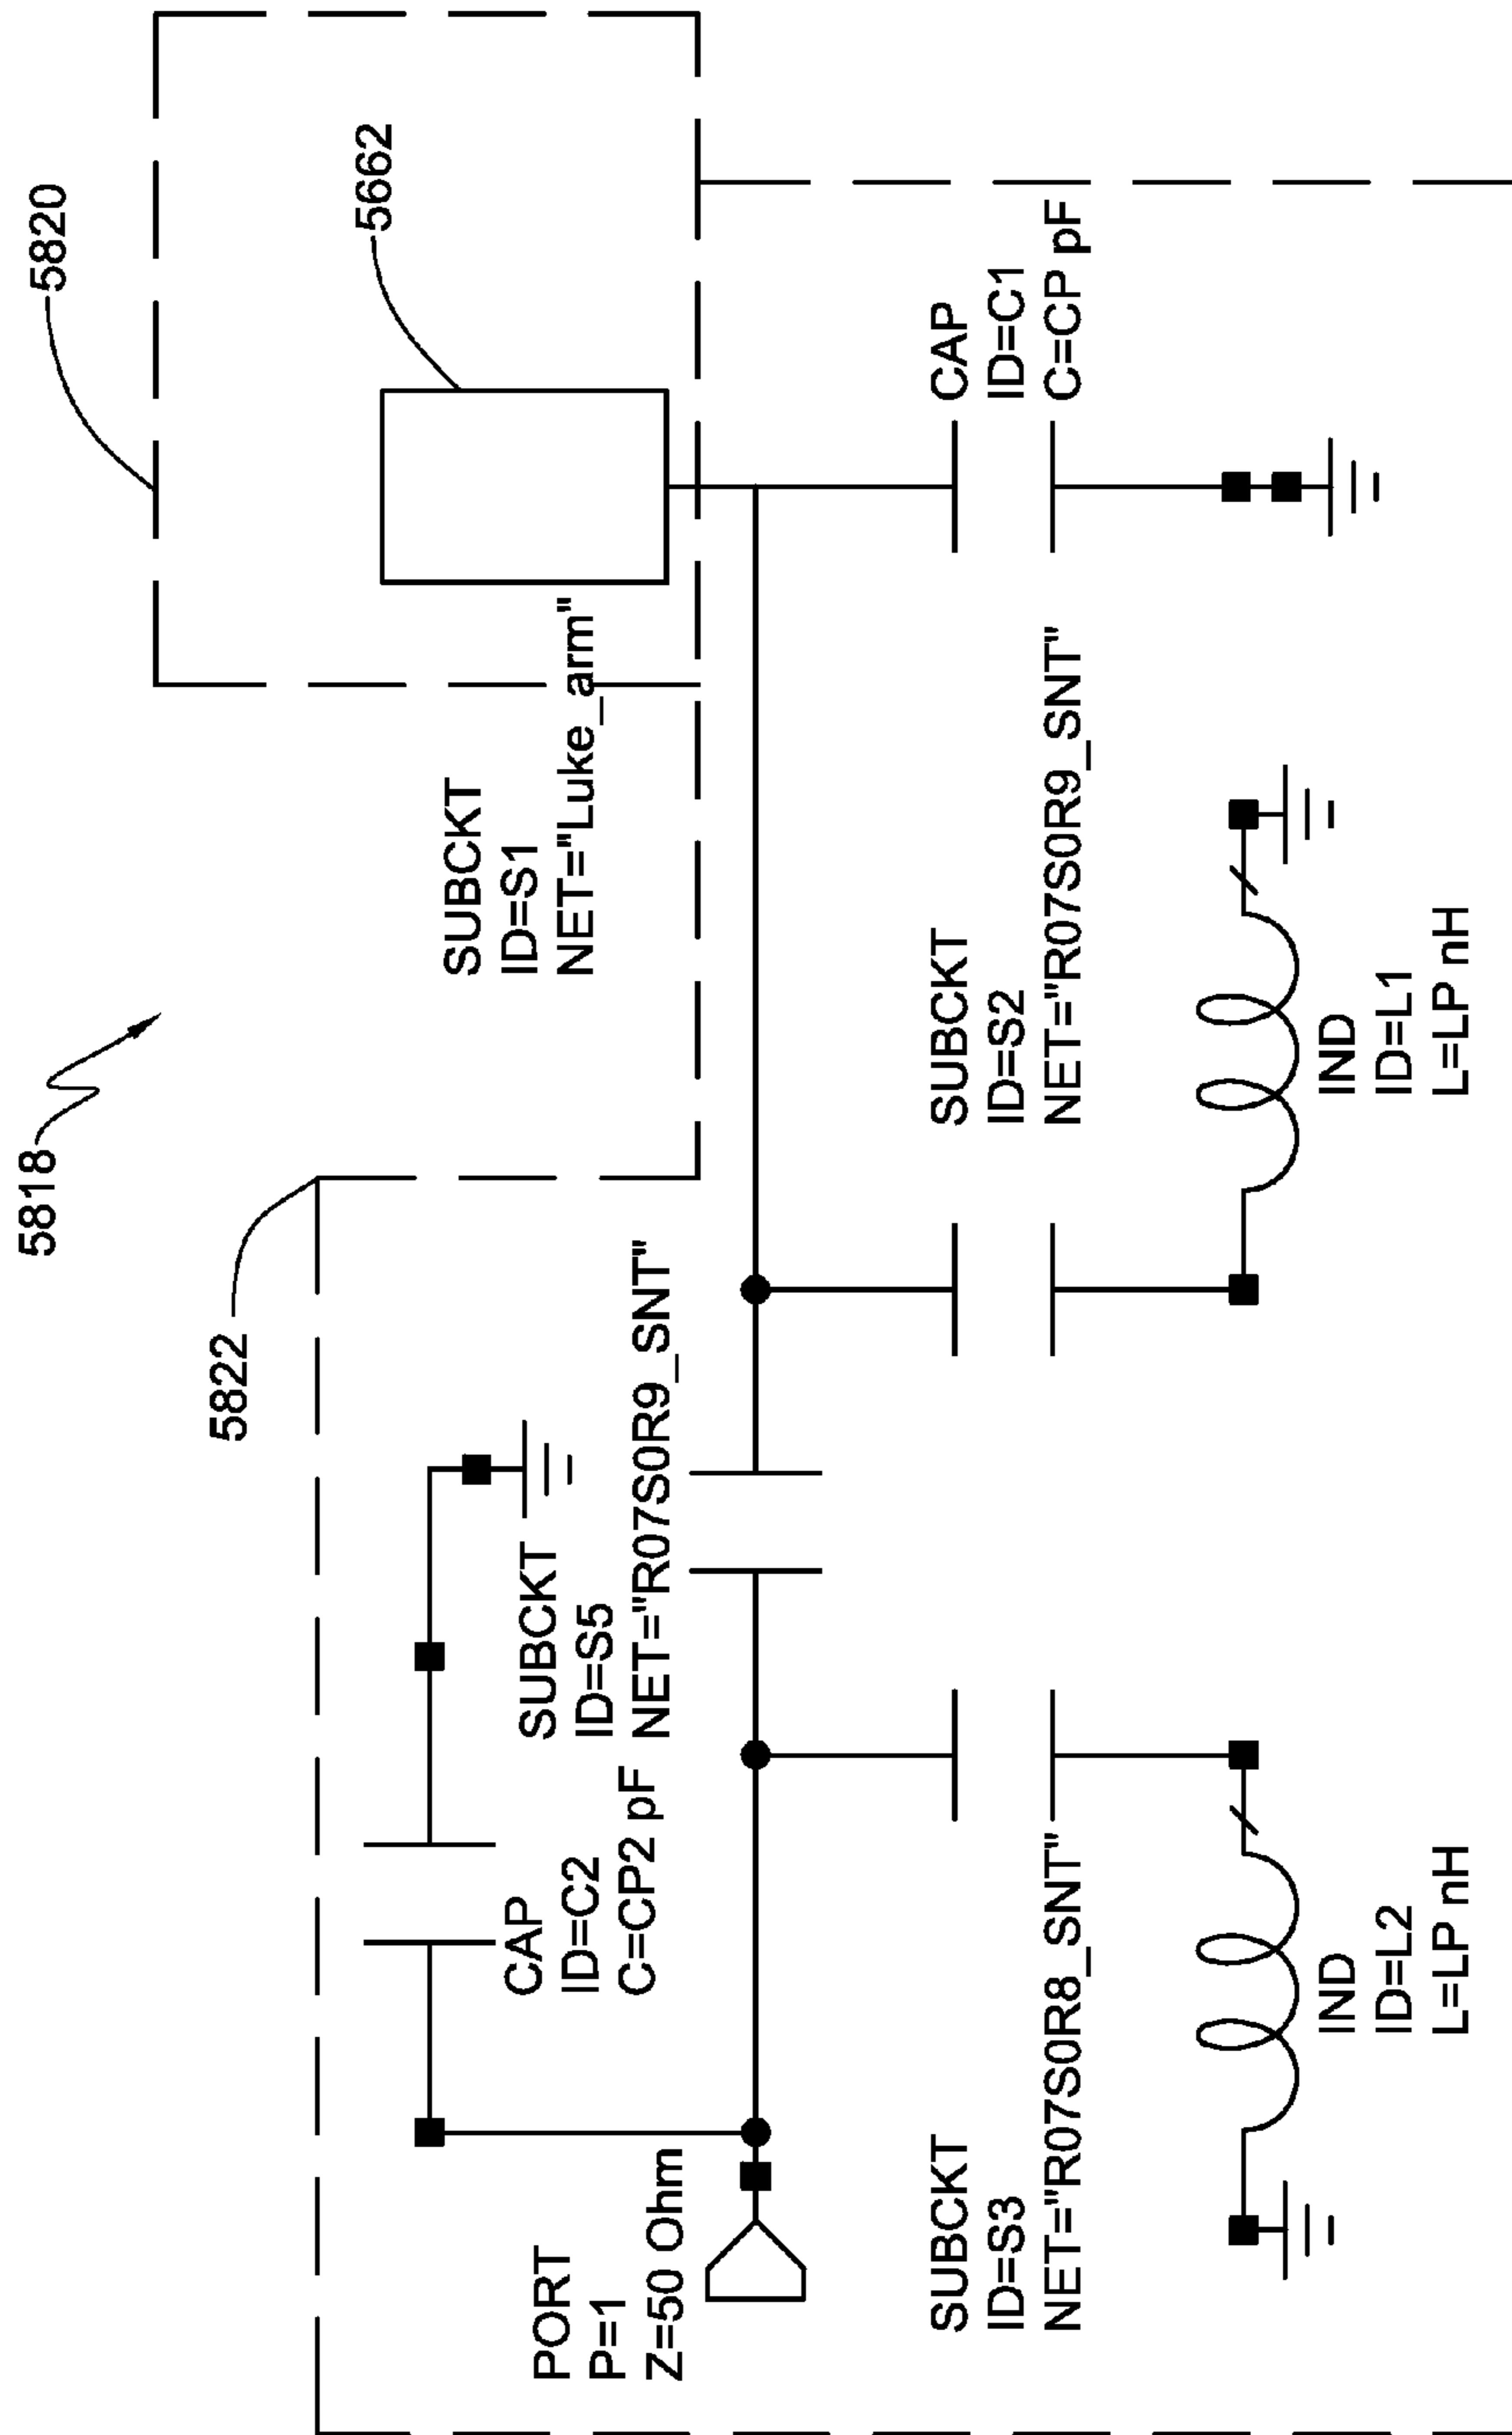 5818
5820
5822
5662
SUBCKT
ID=S1
NET="Luke_arm"
CAP
ID=C2
C=CP2 pF
SUBCKT
ID=S5
NET="R07S0R9_SNT"
PORT
P=1
Z=50 Ohm
SUBCKT
ID=S3
NET="R07S0R8_SNT"
SUBCKT
ID=S2
NET="R07S0R9_SNT"
CAP
ID=C1
C=CP pF
IND
ID=L2
L=LP nH
IND
ID=L1
L=LP nH